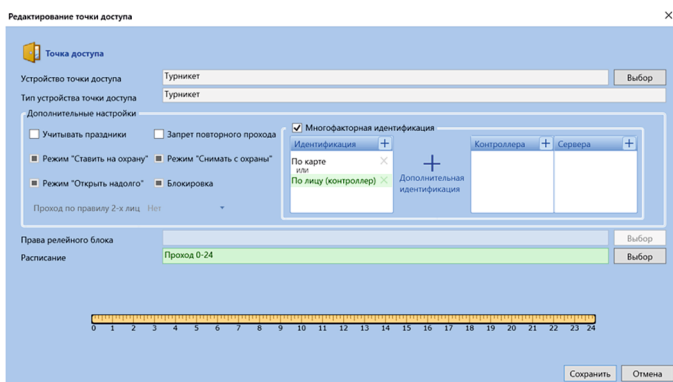 Редактирование точки доступа
Точка доступа
Устройство точки доступа Турникет Выбор
Тип устройства точки доступа Турникет
Дополнительные настройки
Учитывать праздники Запрет повторного прохода
Режим "Ставить на охрану" Режим "Снимать с охраны"
Режим "Открыть надолго" Блокировка
Проход по правилу 2-х лиц Нет
Многофакторная идентификация
Идентификация +
По карте
или
По лицу (контроллер)
+
Дополнительная
идентификация
Контроллера + Сервера +
Права релейного блока Выбор
Расписание Проход 0-24 Выбор
0 1 2 3 4 5 6 7 8 9 10 11 12 13 14 15 16 17 18 19 20 21 22 23 24
Сохранить Отмена